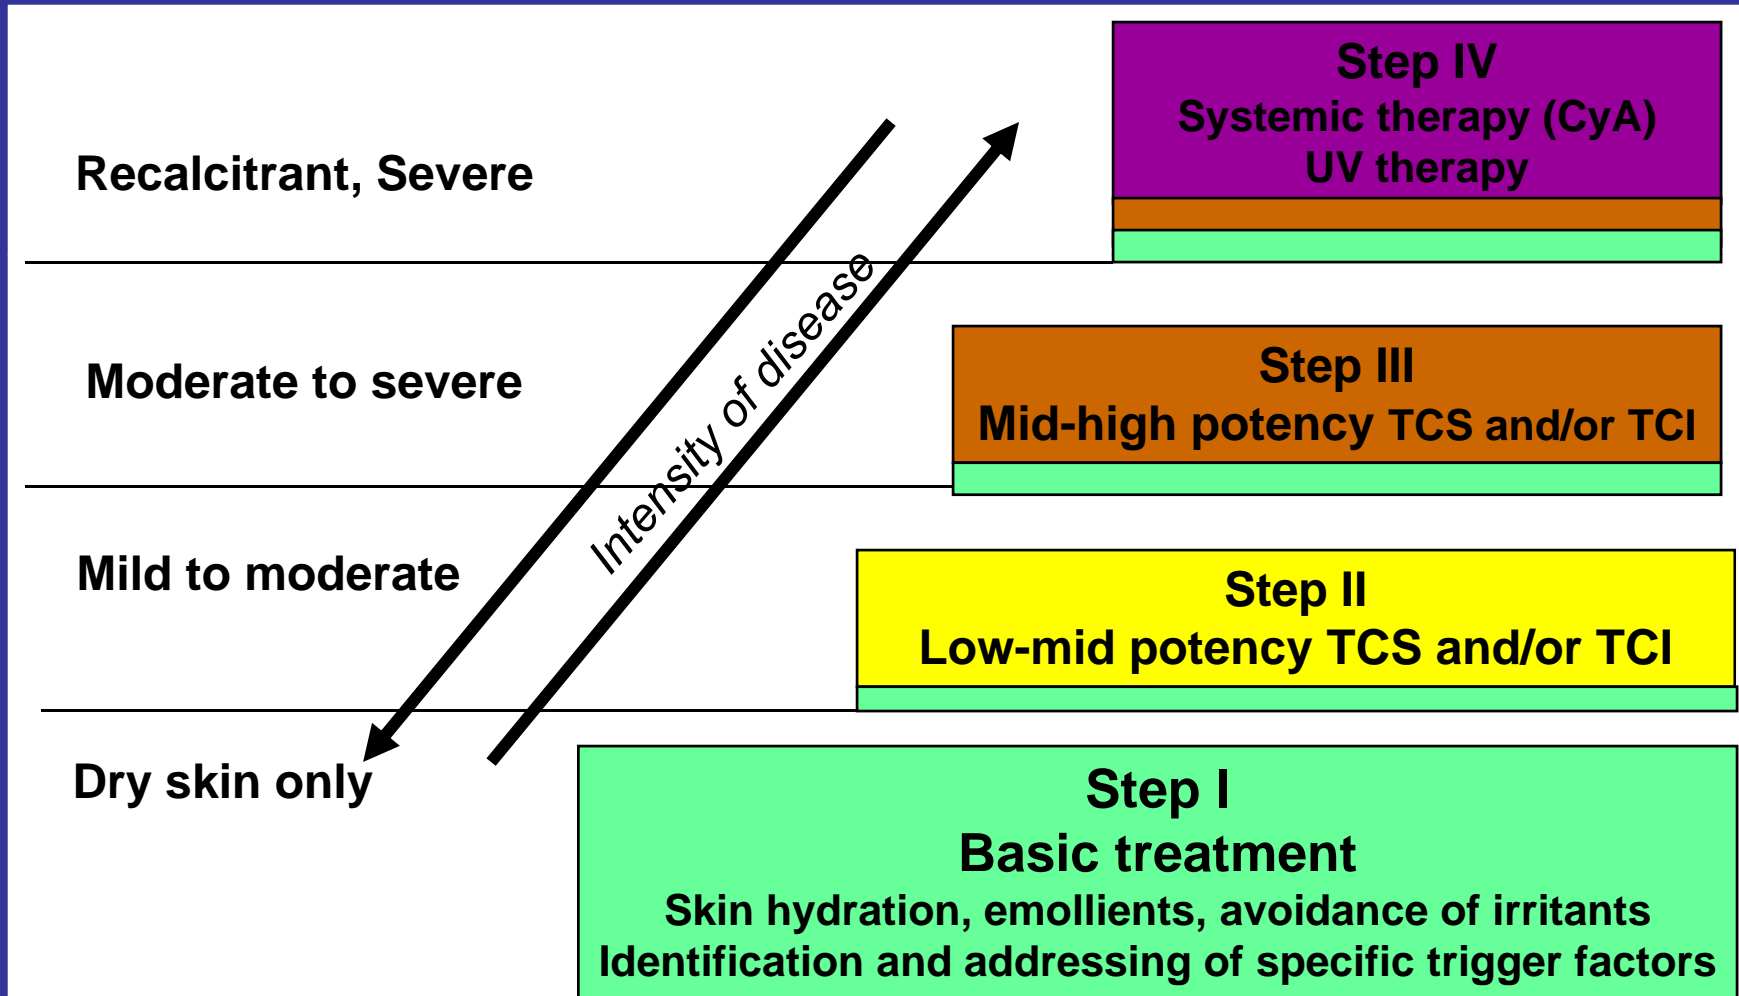 Step IV
Systemic therapy (CyA)
UV therapy
Recalcitrant, Severe
Intensity of disease
Moderate to severe
Step III
Mid-high potency TCS and/or TCI
Mild to moderate
Step II
Low-mid potency TCS and/or TCI
Dry skin only
Step I
Basic treatment
Skin hydration, emollients, avoidance of irritants
Identification and addressing of specific trigger factors